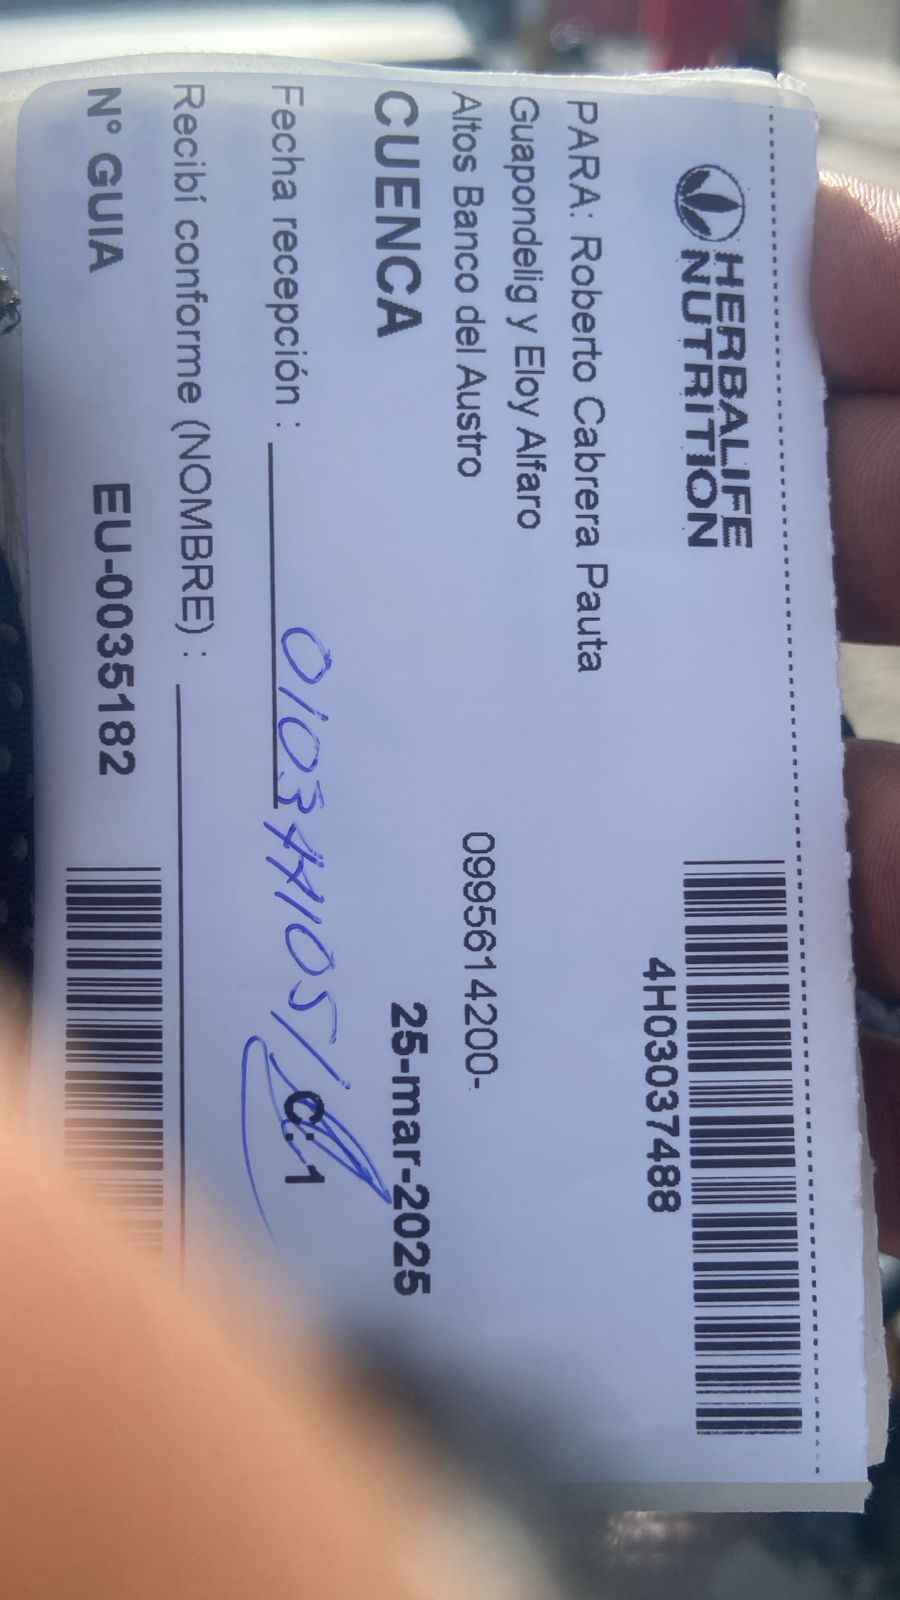 HERBALIFE
NUTRITION
4H03037488
PARA: Roberto Cabrera Pauta
Guapondelig y Eloy Alfaro
Altos Banco del Austro
0995614200-
CUENCA
25-mar-2025
Fecha recepción :
C: 1
Recibí conforme (NOMBRE) :
N° GUIA
EU-0035182